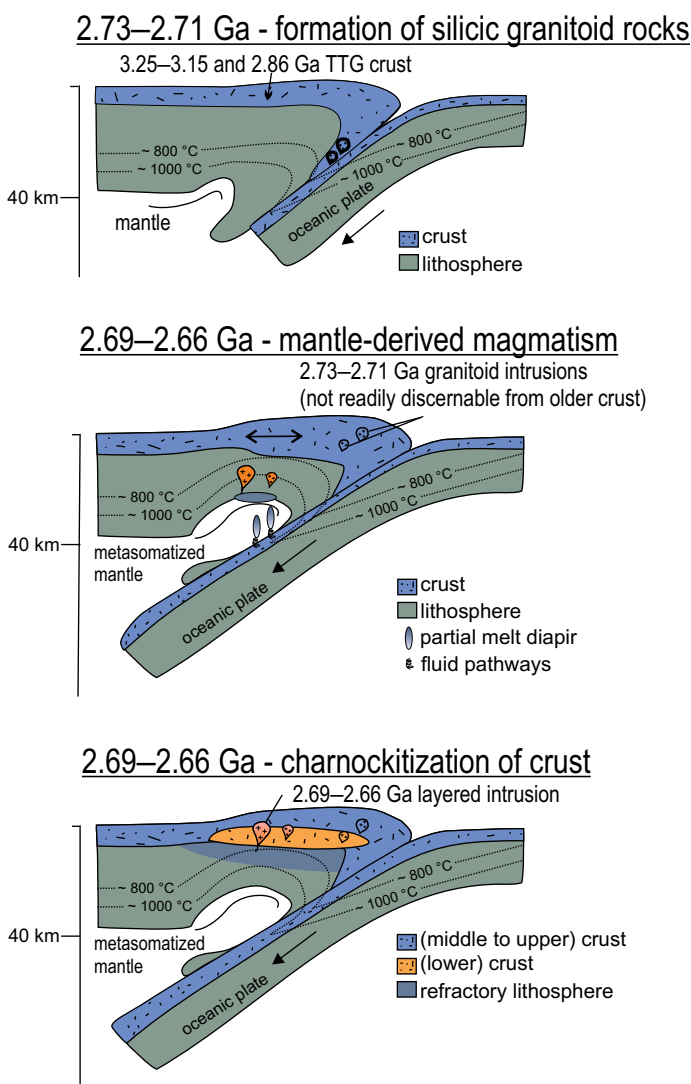 2.73–2.71 Ga - formation of silicic granitoid rocks
3.25–3.15 and 2.86 Ga TTG crust
~ 800 °C
~ 1000 °C
~ 800 °C
~ 1000 °C
40 km
mantle
oceanic plate
crust
lithosphere
2.69–2.66 Ga - mantle-derived magmatism
2.73–2.71 Ga granitoid intrusions
(not readily discernable from older crust)
~ 800 °C
~ 1000 °C
~ 800 °C
~ 1000 °C
40 km
metasomatized
mantle
oceanic plate
crust
lithosphere
partial melt diapir
fluid pathways
2.69–2.66 Ga - charnockitization of crust
2.69–2.66 Ga layered intrusion
~ 800 °C
~ 1000 °C
~ 800 °C
~ 1000 °C
40 km
metasomatized
mantle
oceanic plate
(middle to upper) crust
(lower) crust
refractory lithosphere